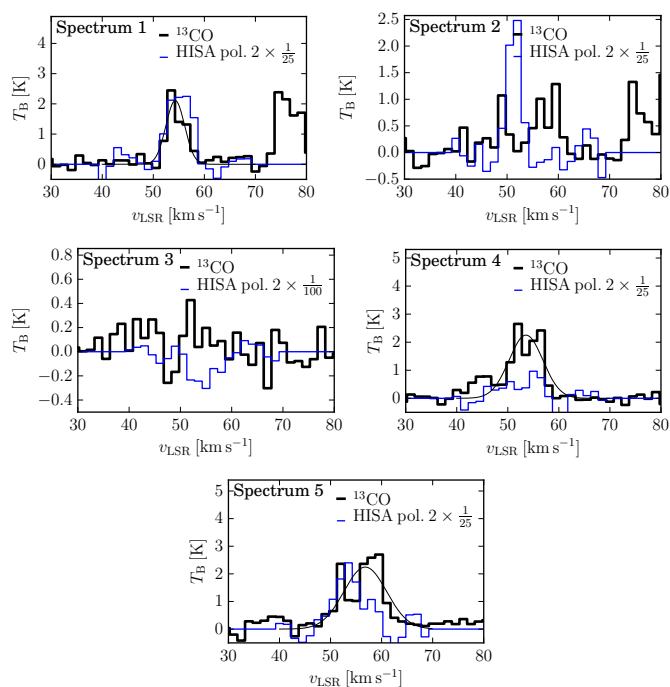 Spectrum 1
¹³CO
HISA pol. 2 × 1/25
T_B [K]
4
3
2
1
0
30 40 50 60 70 80
v_LSR [km s⁻¹]
Spectrum 2
¹³CO
HISA pol. 2 × 1/25
T_B [K]
2.5
2.0
1.5
1.0
0.5
0.0
−0.5
30 40 50 60 70 80
v_LSR [km s⁻¹]
Spectrum 3
¹³CO
HISA pol. 2 × 1/100
T_B [K]
0.8
0.6
0.4
0.2
0.0
−0.2
−0.4
30 40 50 60 70 80
v_LSR [km s⁻¹]
Spectrum 4
¹³CO
HISA pol. 2 × 1/25
T_B [K]
5
4
3
2
1
0
30 40 50 60 70 80
v_LSR [km s⁻¹]
Spectrum 5
¹³CO
HISA pol. 2 × 1/25
T_B [K]
5
4
3
2
1
0
30 40 50 60 70 80
v_LSR [km s⁻¹]